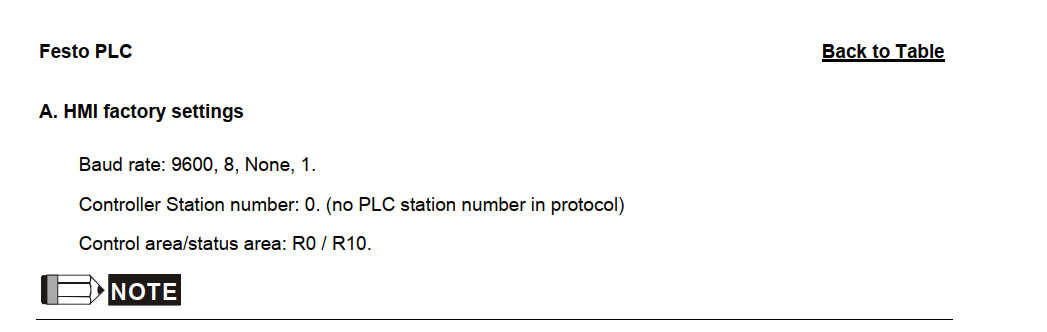 Festo PLC Back to Table
A. HMI factory settings
Baud rate: 9600, 8, None, 1.
Controller Station number: 0. (no PLC station number in protocol)
Control area/status area: R0 / R10.
NOTE